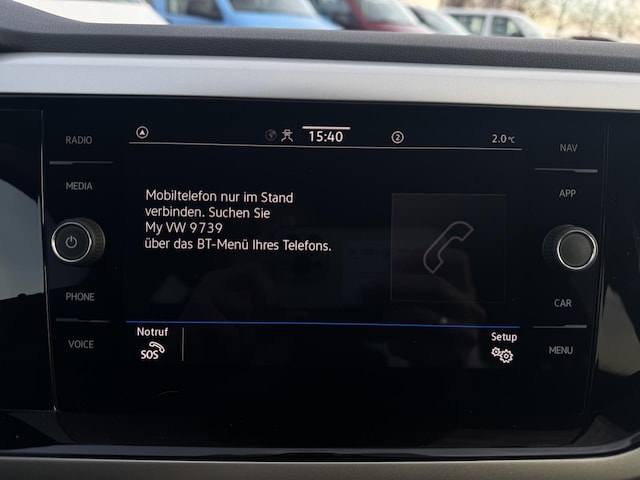 RADIO
MEDIA
PHONE
VOICE
15:40
2
2.0°C
Mobiltelefon nur im Stand
verbinden. Suchen Sie
My VW 9739
über das BT-Menü Ihres Telefons.
Notruf
SOS
Setup
NAV
APP
CAR
MENU